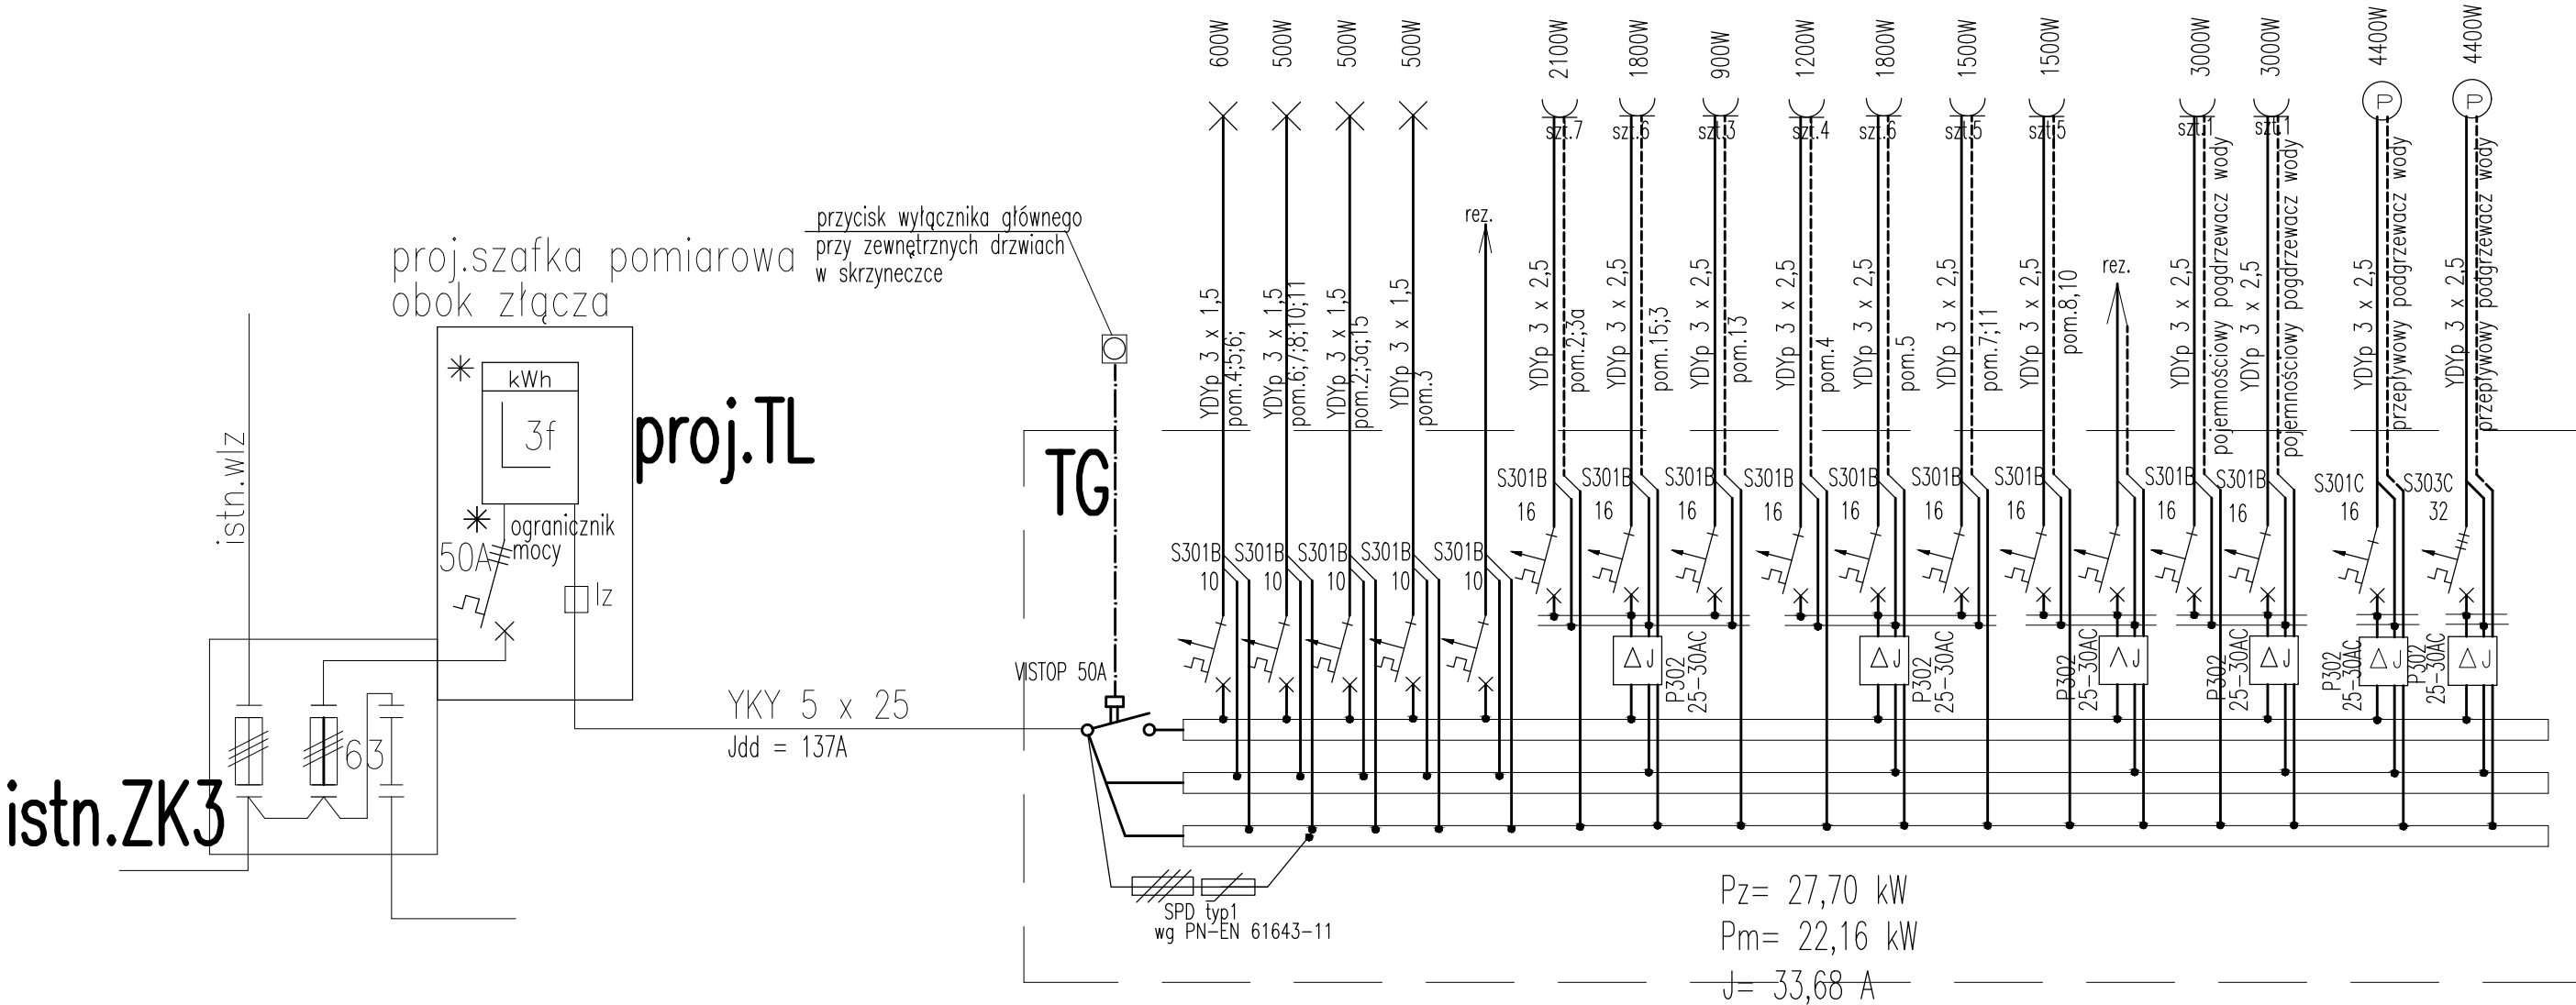 600W
500W
500W
500W
2100W
1800W
900W
1200W
1800W
1500W
1500W
3000W
3000W
4400W
4400W
P
P
szt.7
szt.6
szt.3
szt.4
szt.6
szt.5
szt.5
szt.1
szt.1
przycisk wyłącznika głównego
przy zewnętrznych drzwiach
w skrzyneczce
proj.szafka pomiarowa
obok złącza
rez.
rez.
YDYp 3 x 1,5
pom.4;5;6;
YDYp 3 x 1,5
pom.6;7;8;10;11
YDYp 3 x 1,5
pom.2;3a;15
YDYp 3 x 1,5
pom.3
YDYp 3 x 2,5
pom.2;3a
YDYp 3 x 2,5
pom.15;3
YDYp 3 x 2,5
pom.13
YDYp 3 x 2,5
pom.4
YDYp 3 x 2,5
pom.5
YDYp 3 x 2,5
pom.7;11
YDYp 3 x 2,5
pom.8,10
YDYp 3 x 2,5
pojemnościowy pogdrzewacz wody
YDYp 3 x 2,5
pojemnościowy pogdrzewacz wody
YDYp 3 x 2,5
przepływowy podgrzewacz wody
YDYp 3 x 2,5
przepływowy podgrzewacz wody
istn.wlz
kWh
3f
proj.TL
TG
ogranicznik
mocy
50A
Iz
S301B
10
S301B
10
S301B
10
S301B
10
S301B
10
S301B
16
S301B
16
S301B
16
S301B
16
S301B
16
S301B
16
S301B
16
S301B
16
S301B
16
S301C
16
S303C
32
ΔJ
P302
25-30AC
ΔJ
P302
25-30AC
ΛJ
P302
25-30AC
ΔJ
P302
25-30AC
ΔJ
P302
25-30AC
ΔJ
P302
25-30AC
VISTOP 50A
YKY 5 x 25
Jdd = 137A
63
istn.ZK3
SPD typ1
wg PN-EN 61643-11
Pz= 27,70 kW
Pm= 22,16 kW
J= 33,68 A